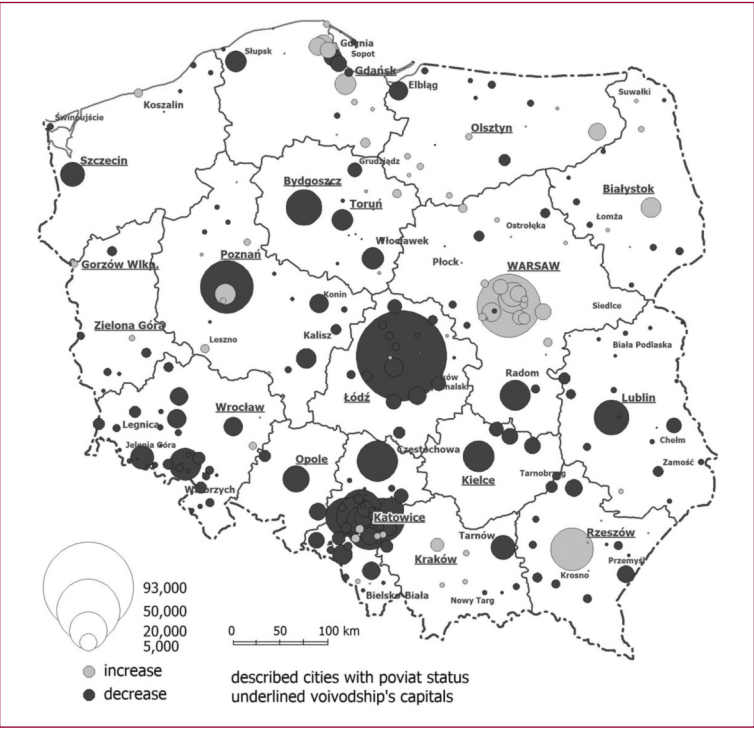 Gdynia
Słupsk
Sopot
Gdańsk
Elbląg
Suwałki
Koszalin
Świnoujście
Olsztyn
Szczecin
Grudziądz
Bydgoszcz
Białystok
Toruń
Łomża
Ostrołęka
Włocławek
Poznań
Płock
WARSAW
Gorzów Wlkp.
Konin
Siedlce
Zielona Góra
Kalisz
Leszno
Biała Podlaska
Radom
Łódź
Lublin
Wrocław
Legnica
Chełm
Jelenia Góra
Częstochowa
Opole
Zamość
Kielce
Tarnobrzeg
Katowice
Rzeszów
Tarnów
Kraków
Przemyśl
Krosno
Bielsko-Biała
Nowy Targ
93,000
50,000
20,000
5,000
0 50 100 km
increase
decrease
described cities with poviat status
underlined voivodship's capitals